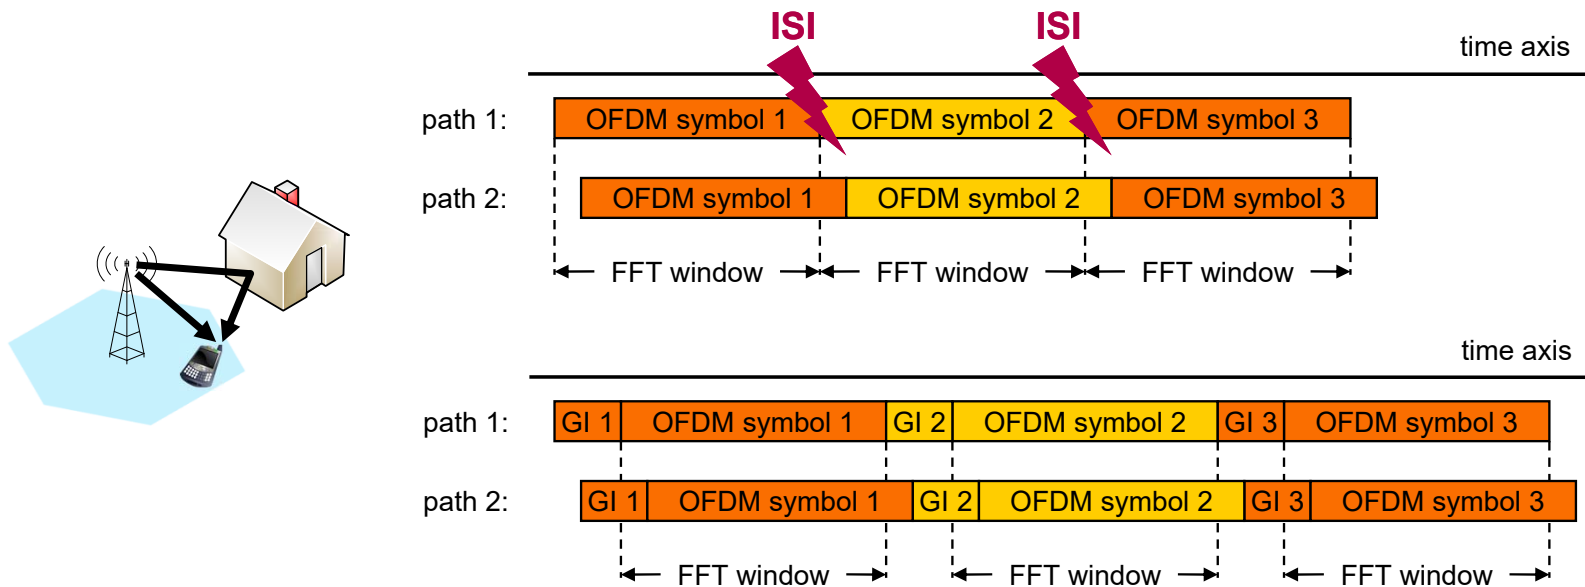 ISI ISI
time axis
path 1: OFDM symbol 1 OFDM symbol 2 OFDM symbol 3
path 2: OFDM symbol 1 OFDM symbol 2 OFDM symbol 3
FFT window FFT window FFT window
time axis
path 1: GI 1 OFDM symbol 1 GI 2 OFDM symbol 2 GI 3 OFDM symbol 3
path 2: GI 1 OFDM symbol 1 GI 2 OFDM symbol 2 GI 3 OFDM symbol 3
FFT window FFT window FFT window